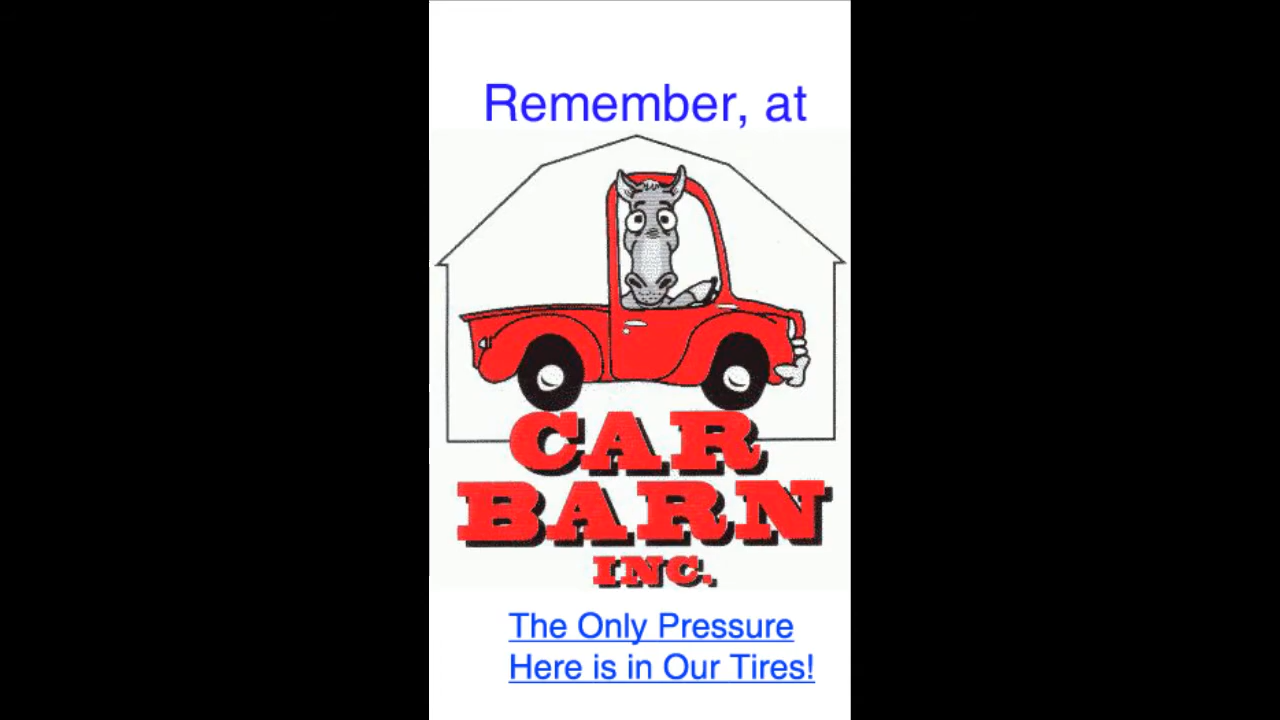 Remember, at
CAR
BARN
INC.
The Only Pressure
Here is in Our Tires!